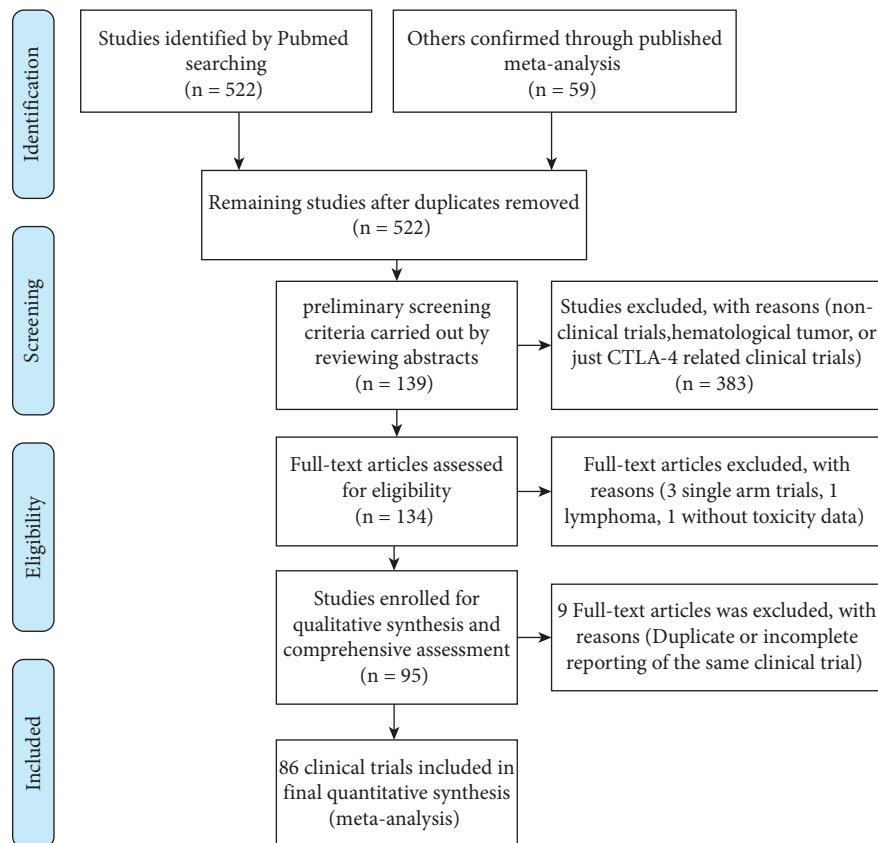 Identification
Studies identified by Pubmed
searching
(n = 522)
Others confirmed through published
meta-analysis
(n = 59)
Remaining studies after duplicates removed
(n = 522)
Screening
preliminary screening
criteria carried out by
reviewing abstracts
(n = 139)
Studies excluded, with reasons (non-
clinical trials,hematological tumor, or
just CTLA-4 related clinical trials)
(n = 383)
Eligibility
Full-text articles assessed
for eligibility
(n = 134)
Full-text articles excluded, with
reasons (3 single arm trials, 1
lymphoma, 1 without toxicity data)
Studies enrolled for
qualitative synthesis and
comprehensive assessment
(n = 95)
9 Full-text articles was excluded, with
reasons (Duplicate or incomplete
reporting of the same clinical trial)
Included
86 clinical trials included in
final quantitative synthesis
(meta-analysis)